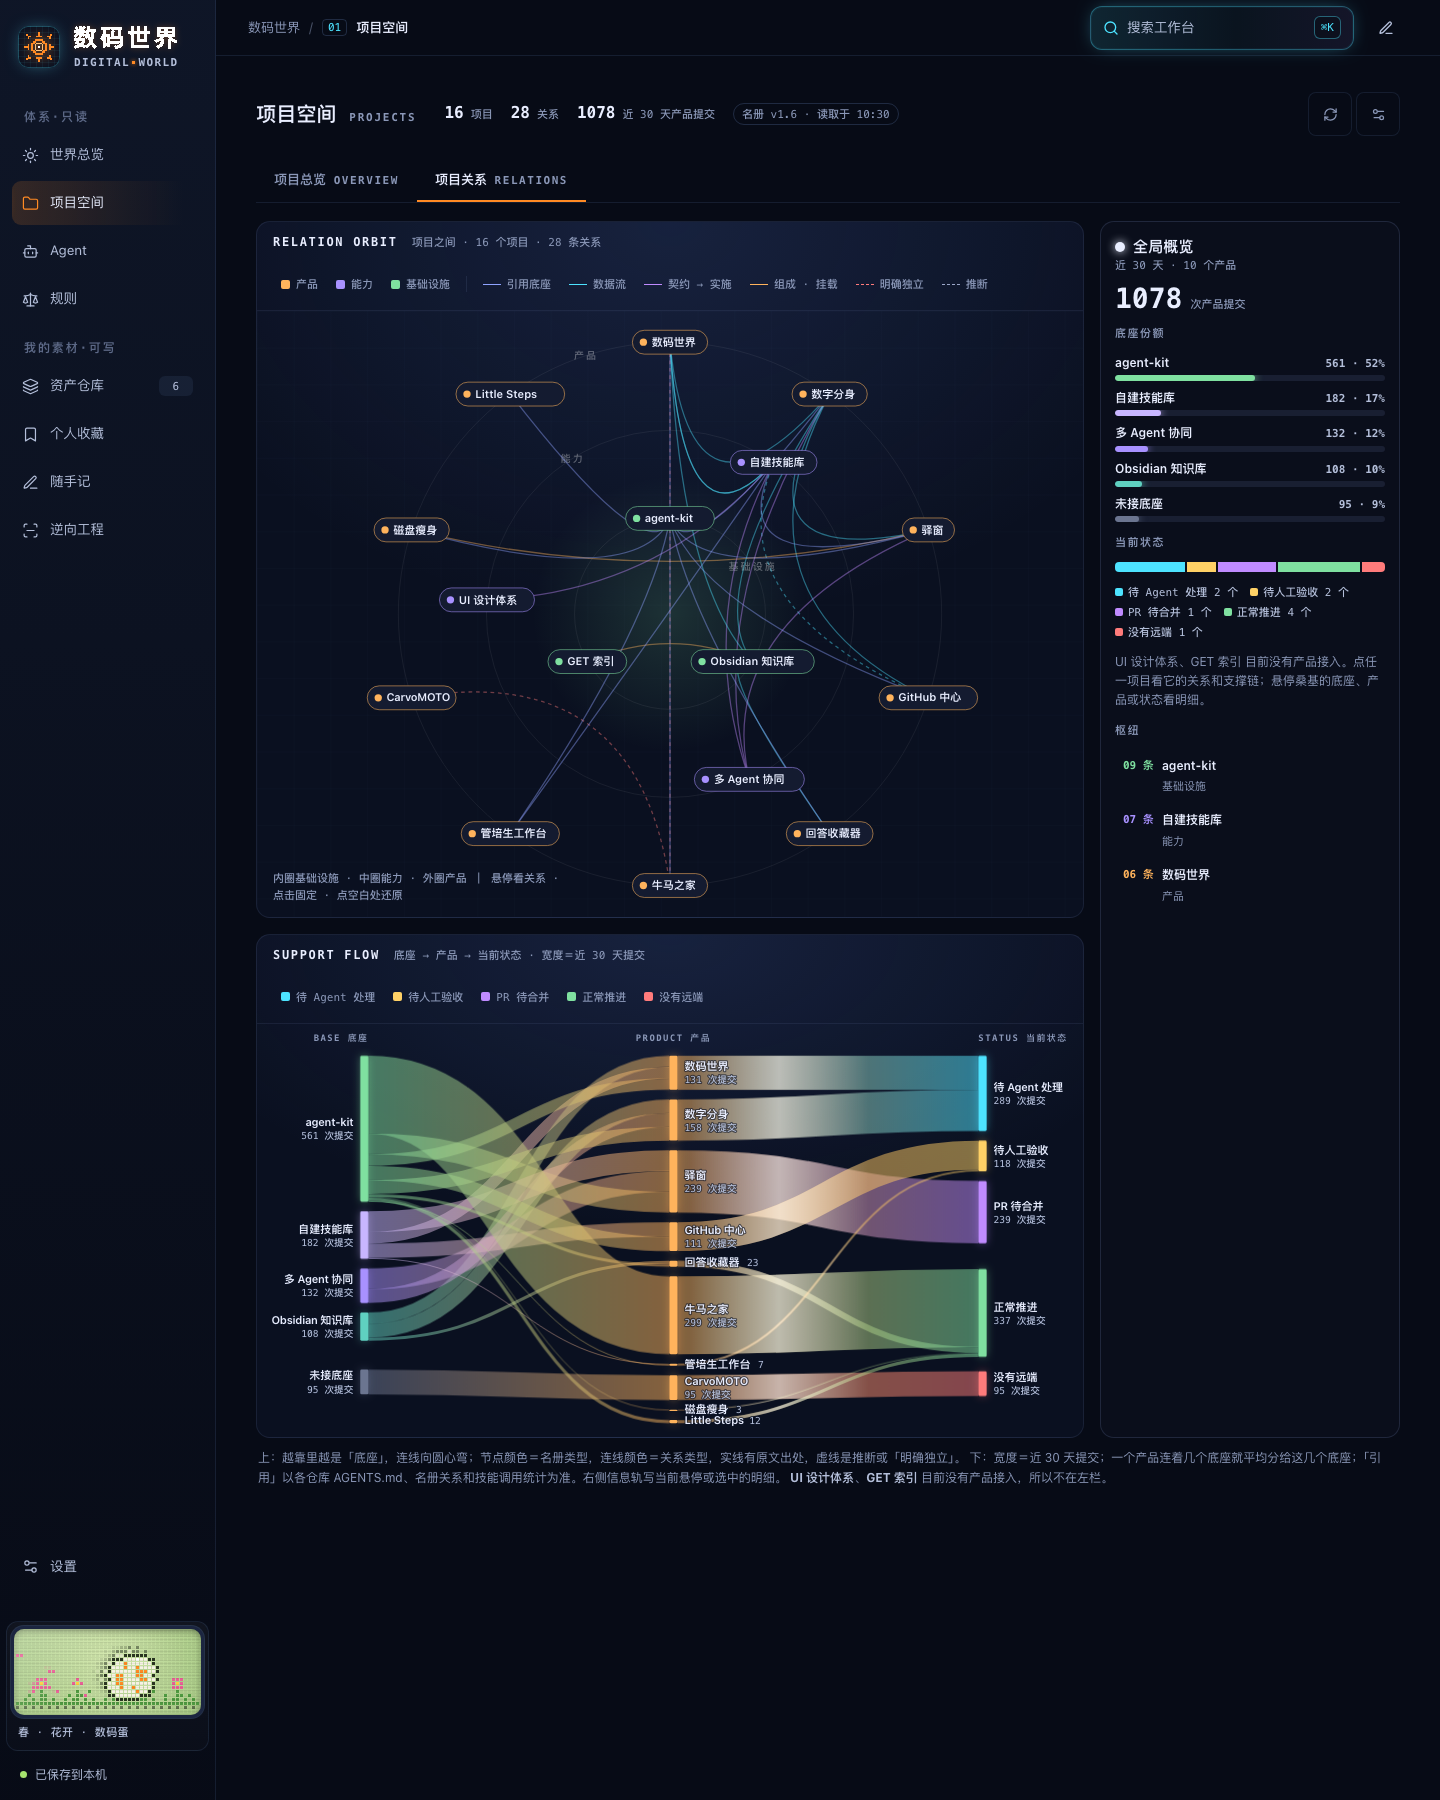 数码世界
DIGITAL•WORLD
体系·只读
世界总览
项目空间
Agent
规则
我的素材·可写
资产仓库 6
个人收藏
随手记
逆向工程
设置
春 · 花开 · 数码蛋
已保存到本机
数码世界 / 01 项目空间
搜索工作台 ⌘K
项目空间 PROJECTS 16 项目 28 关系 1078 近 30 天产品提交 名册 v1.6 · 读取于 10:30
项目总览 OVERVIEW 项目关系 RELATIONS
RELATION ORBIT 项目之间 · 16 个项目 · 28 条关系
产品 能力 基础设施 引用底座 数据流 契约 → 实施 组成 · 挂载 明确独立 推断
数码世界
产品
Little Steps
数字分身
能力
自建技能库
agent-kit
磁盘瘦身
驿窗
基础设施
UI 设计体系
GET 索引
Obsidian 知识库
CarvoMOTO
GitHub 中心
多 Agent 协同
管培生工作台
回答收藏器
牛马之家
内圈基础设施 · 中圈能力 · 外圈产品 | 悬停看关系 ·
点击固定 · 点空白处还原
全局概览
近 30 天 · 10 个产品
1078 次产品提交
底座份额
agent-kit 561 · 52%
自建技能库 182 · 17%
多 Agent 协同 132 · 12%
Obsidian 知识库 108 · 10%
未接底座 95 · 9%
当前状态
待 Agent 处理 2 个 待人工验收 2 个
PR 待合并 1 个 正常推进 4 个
没有远端 1 个
UI 设计体系、GET 索引 目前没有产品接入。点任
一项目看它的关系和支撑链；悬停桑基的底座、产
品或状态看明细。
枢纽
09 条 agent-kit
基础设施
07 条 自建技能库
能力
06 条 数码世界
产品
SUPPORT FLOW 底座 → 产品 → 当前状态 · 宽度＝近 30 天提交
待 Agent 处理 待人工验收 PR 待合并 正常推进 没有远端
BASE 底座 PRODUCT 产品 STATUS 当前状态
agent-kit
561 次提交
自建技能库
182 次提交
多 Agent 协同
132 次提交
Obsidian 知识库
108 次提交
未接底座
95 次提交
数码世界
131 次提交
数字分身
158 次提交
驿窗
239 次提交
GitHub 中心
111 次提交
回答收藏器 23
牛马之家
299 次提交
管培生工作台 7
CarvoMOTO
95 次提交
磁盘瘦身 3
Little Steps 12
待 Agent 处理
289 次提交
待人工验收
118 次提交
PR 待合并
239 次提交
正常推进
337 次提交
没有远端
95 次提交
上：越靠里越是「底座」，连线向圆心弯；节点颜色＝名册类型，连线颜色＝关系类型，实线有原文出处，虚线是推断或「明确独立」。 下：宽度＝近 30 天提交；一个产品连着几个底座就平均分给这几个底座；「引
用」以各仓库 AGENTS.md、名册关系和技能调用统计为准。右侧信息轨写当前悬停或选中的明细。 UI 设计体系、GET 索引 目前没有产品接入，所以不在左栏。